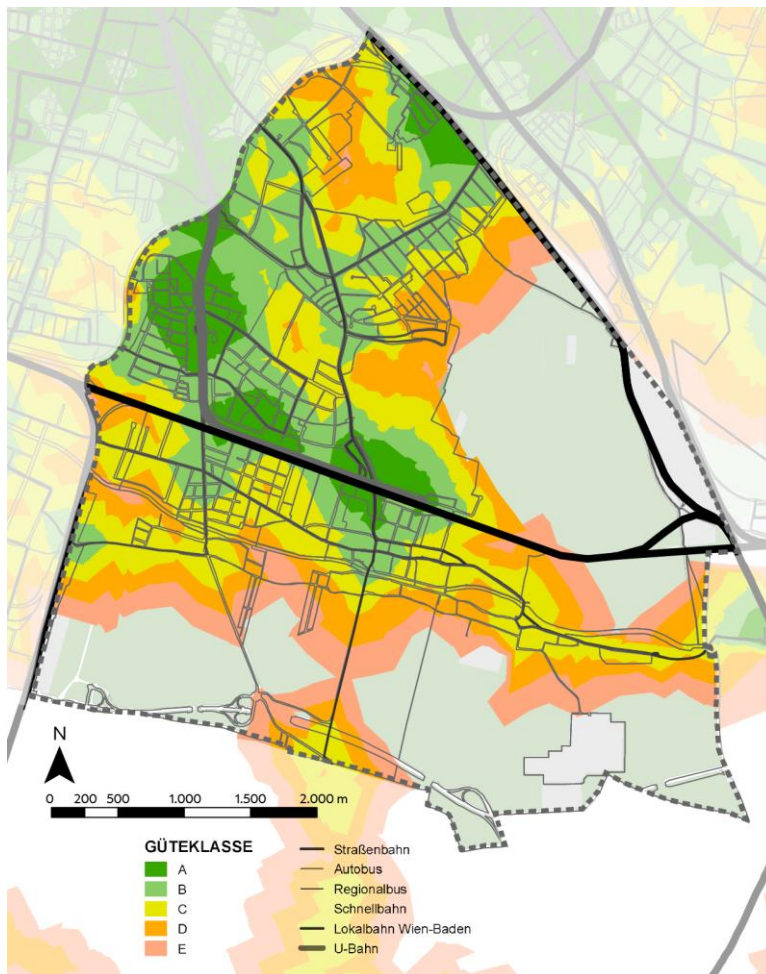 N
0 200 500 1.000 1.500 2.000 m
GÜTEKLASSE
A
B
C
D
E
Straßenbahn
Autobus
Regionalbus
Schnellbahn
Lokalbahn Wien-Baden
U-Bahn